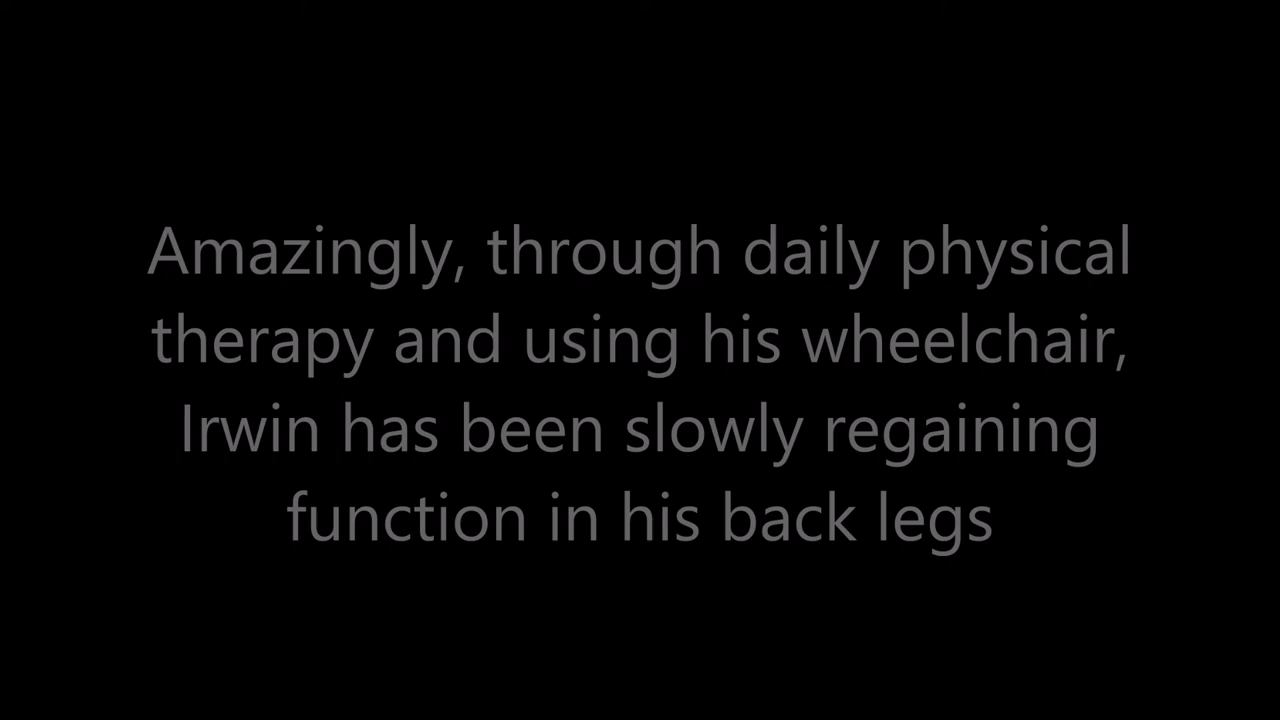 Amazingly, through daily physical
therapy and using his wheelchair,
Irwin has been slowly regaining
function in his back legs